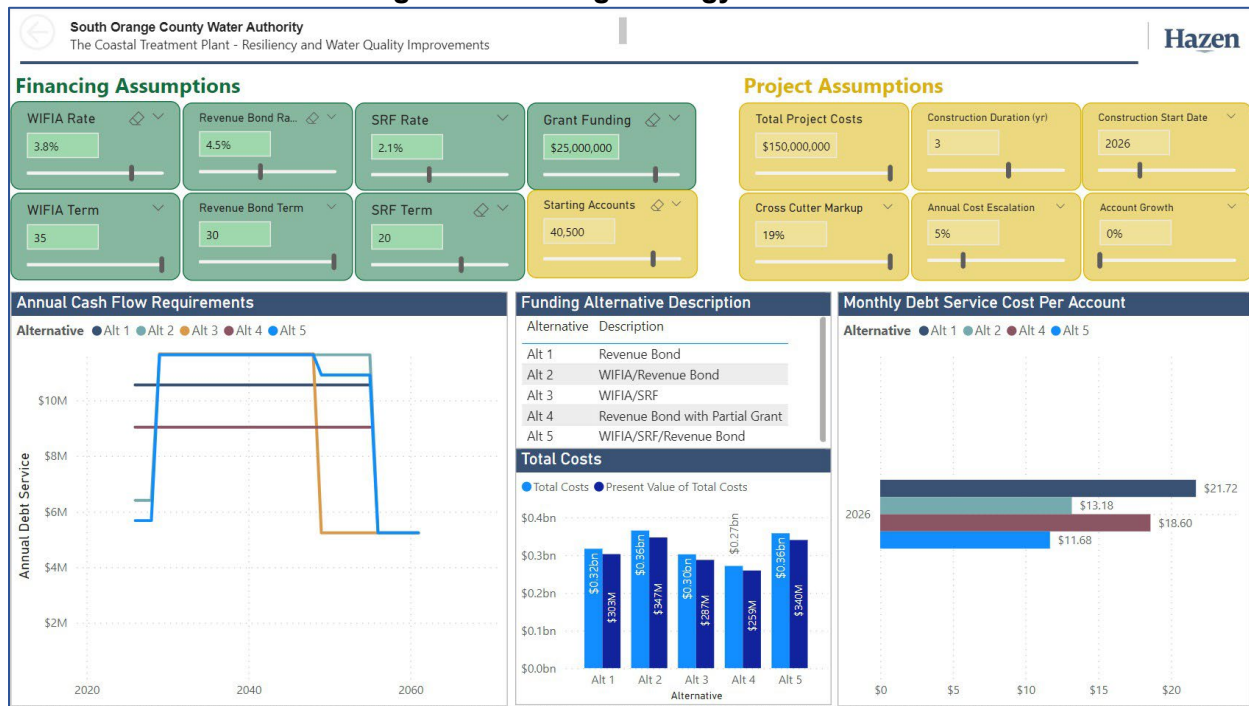 South Orange County Water Authority
The Coastal Treatment Plant - Resiliency and Water Quality Improvements
Hazen
Financing Assumptions
Project Assumptions
WIFIA Rate
3.8%
Revenue Bond Ra...
4.5%
SRF Rate
2.1%
Grant Funding
$25,000,000
Total Project Costs
$150,000,000
Construction Duration (yr)
3
Construction Start Date
2026
WIFIA Term
35
Revenue Bond Term
30
SRF Term
20
Starting Accounts
40,500
Cross Cutter Markup
19%
Annual Cost Escalation
5%
Account Growth
0%
Annual Cash Flow Requirements
Alternative Alt 1 Alt 2 Alt 3 Alt 4 Alt 5
Annual Debt Service
$10M
$8M
$6M
$4M
$2M
2020 2040 2060
Funding Alternative Description
Alternative Description
Alt 1 Revenue Bond
Alt 2 WIFIA/Revenue Bond
Alt 3 WIFIA/SRF
Alt 4 Revenue Bond with Partial Grant
Alt 5 WIFIA/SRF/Revenue Bond
Total Costs
Total Costs Present Value of Total Costs
$0.4bn
$0.3bn
$0.2bn
$0.1bn
$0.0bn
$0.32bn $303M
$0.36bn $347M
$0.30bn $287M
$0.27bn $259M
$0.36bn $340M
Alt 1 Alt 2 Alt 3 Alt 4 Alt 5
Alternative
Monthly Debt Service Cost Per Account
Alternative Alt 1 Alt 2 Alt 4 Alt 5
2026
$21.72
$13.18
$18.60
$11.68
$0 $5 $10 $15 $20